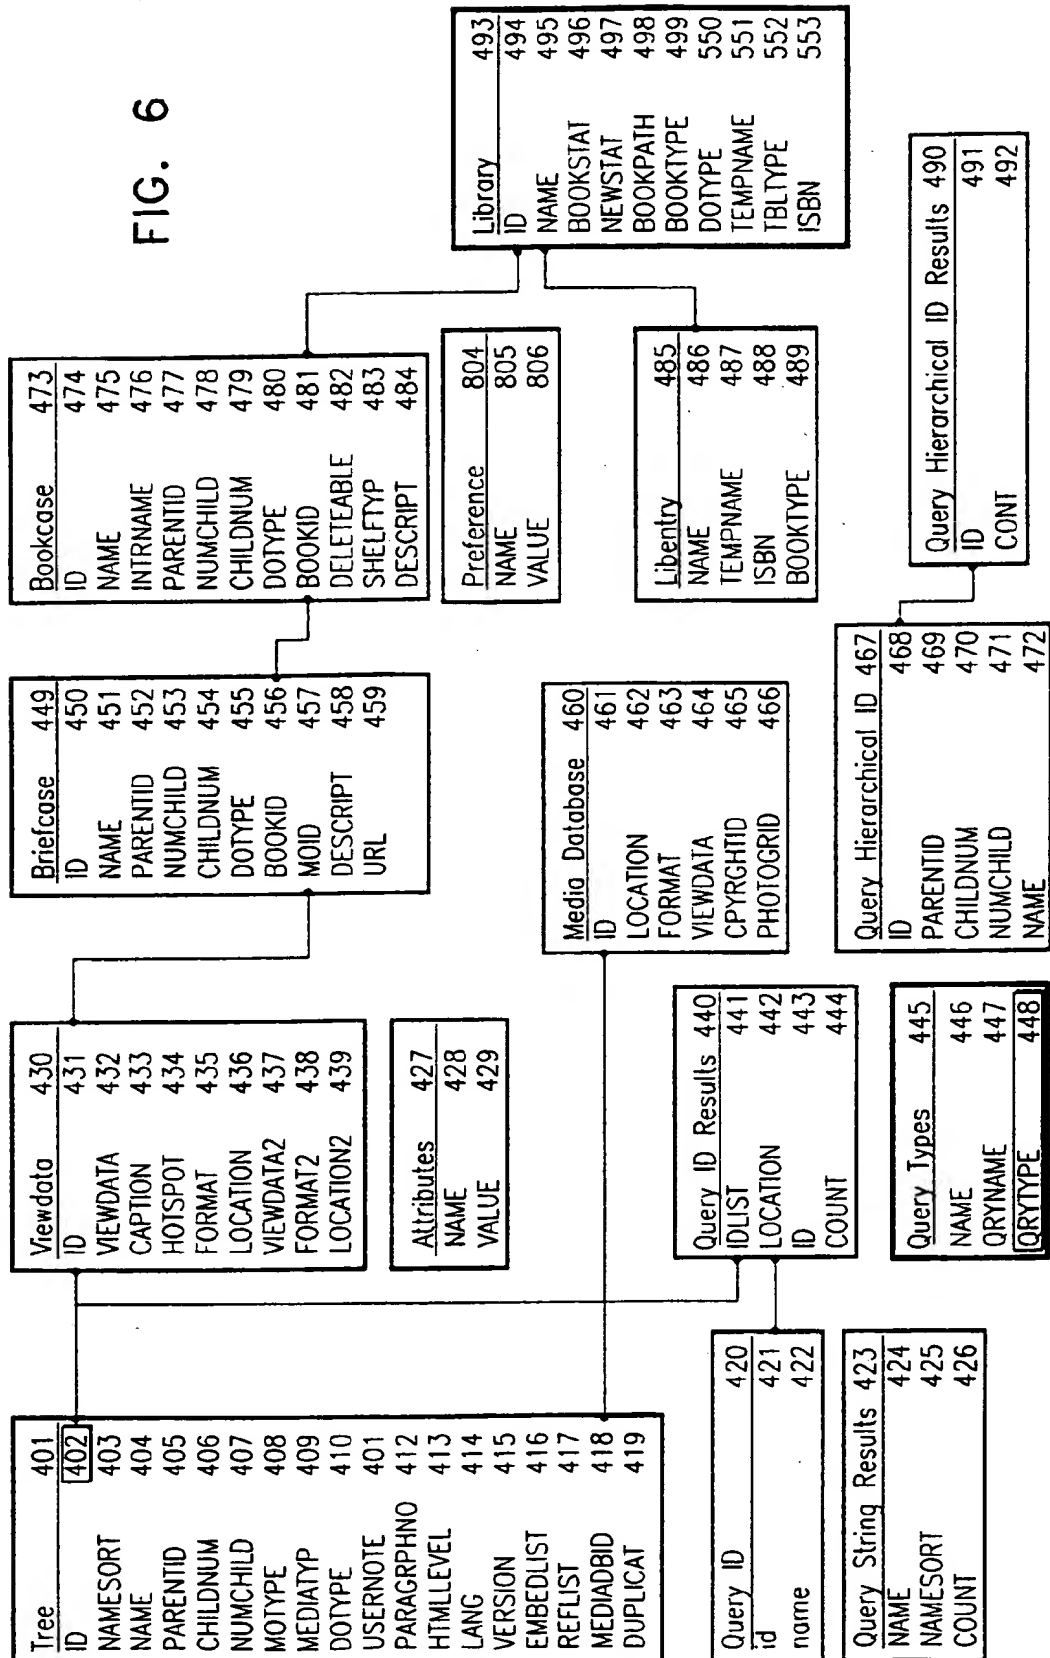 FIG. 6
Tree 401
ID 402
NAMESORT 403
NAME 404
PARENTID 405
CHILDNUM 406
NUMCHILD 407
MOTYPE 408
MEDIATYP 409
DOTYPE 410
USERNOTE 401
PARAGRPHNO 412
HTMLLEVEL 413
LANG 414
VERSION 415
EMBEDLIST 416
REFLIST 417
MEDIADBID 418
DUPLICAT 419
Query ID 420
id 421
name 422
Query String Results 423
NAME 424
NAMESORT 425
COUNT 426
Viewdata 430
ID 431
VIEWDATA 432
CAPTION 433
HOTSPOT 434
FORMAT 435
LOCATION 436
VIEWDATA2 437
FORMAT2 438
LOCATION2 439
Attributes 427
NAME 428
VALUE 429
Query ID Results 440
IDLIST 441
LOCATION 442
ID 443
COUNT 444
Query Types 445
NAME 446
QRYNAME 447
QRYTYPE 448
Briefcase 449
ID 450
NAME 451
PARENTID 452
NUMCHILD 453
CHILDNUM 454
DOTYPE 455
BOOKID 456
MOID 457
DESCRIPT 458
URL 459
Media Database 460
ID 461
LOCATION 462
FORMAT 463
VIEWDATA 464
CPYRGHTID 465
PHOTOGRID 466
Query Hierarchical ID 467
ID 468
PARENTID 469
CHILDNUM 470
NUMCHILD 471
NAME 472
Bookcase 473
ID 474
NAME 475
INTRNAME 476
PARENTID 477
NUMCHILD 478
CHILDNUM 479
DOTYPE 480
BOOKID 481
DELETEABLE 482
SHELFTYP 483
DESCRIPT 484
Preference 804
NAME 805
VALUE 806
Libentry 485
NAME 486
TEMPNAME 487
ISBN 488
BOOKTYPE 489
Query Hierarchical ID Results 490
ID 491
CONT 492
Library 493
ID 494
NAME 495
BOOKSTAT 496
NEWSTAT 497
BOOKPATH 498
BOOKTYPE 499
DOTYPE 550
TEMPNAME 551
TBLTYPE 552
ISBN 553